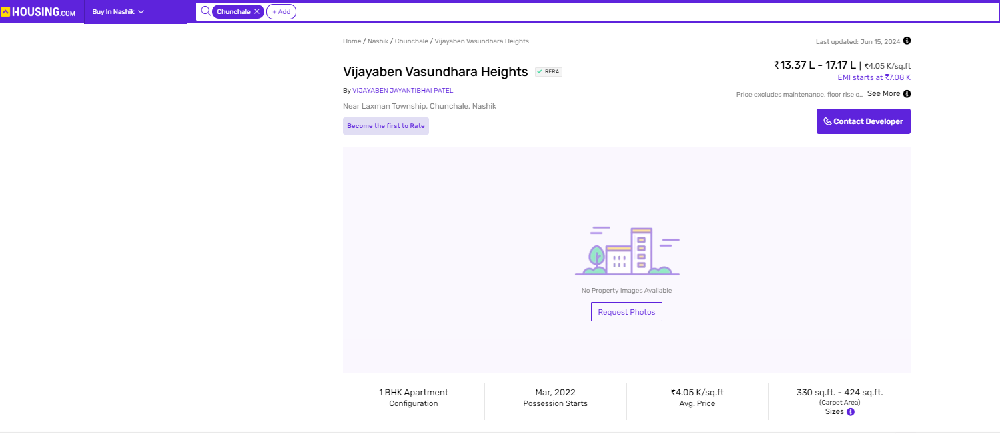 HOUSING.COM
Buy In Nashik
Chunchale
+ Add
Home / Nashik / Chunchale / Vijayaben Vasundhara Heights
Last updated: Jun 15, 2024
Vijayaben Vasundhara Heights
RERA
₹13.37 L - 17.17 L | ₹4.05 K/sq.ft
EMI starts at ₹7.08 K
By VIJAYABEN JAYANTIBHAI PATEL
Price excludes maintenance, floor rise c... See More
Near Laxman Township, Chunchale, Nashik
Contact Developer
Become the first to Rate
No Property Images Available
Request Photos
1 BHK Apartment
Configuration
Mar, 2022
Possession Starts
₹4.05 K/sq.ft
Avg. Price
330 sq.ft. - 424 sq.ft.
(Carpet Area)
Sizes